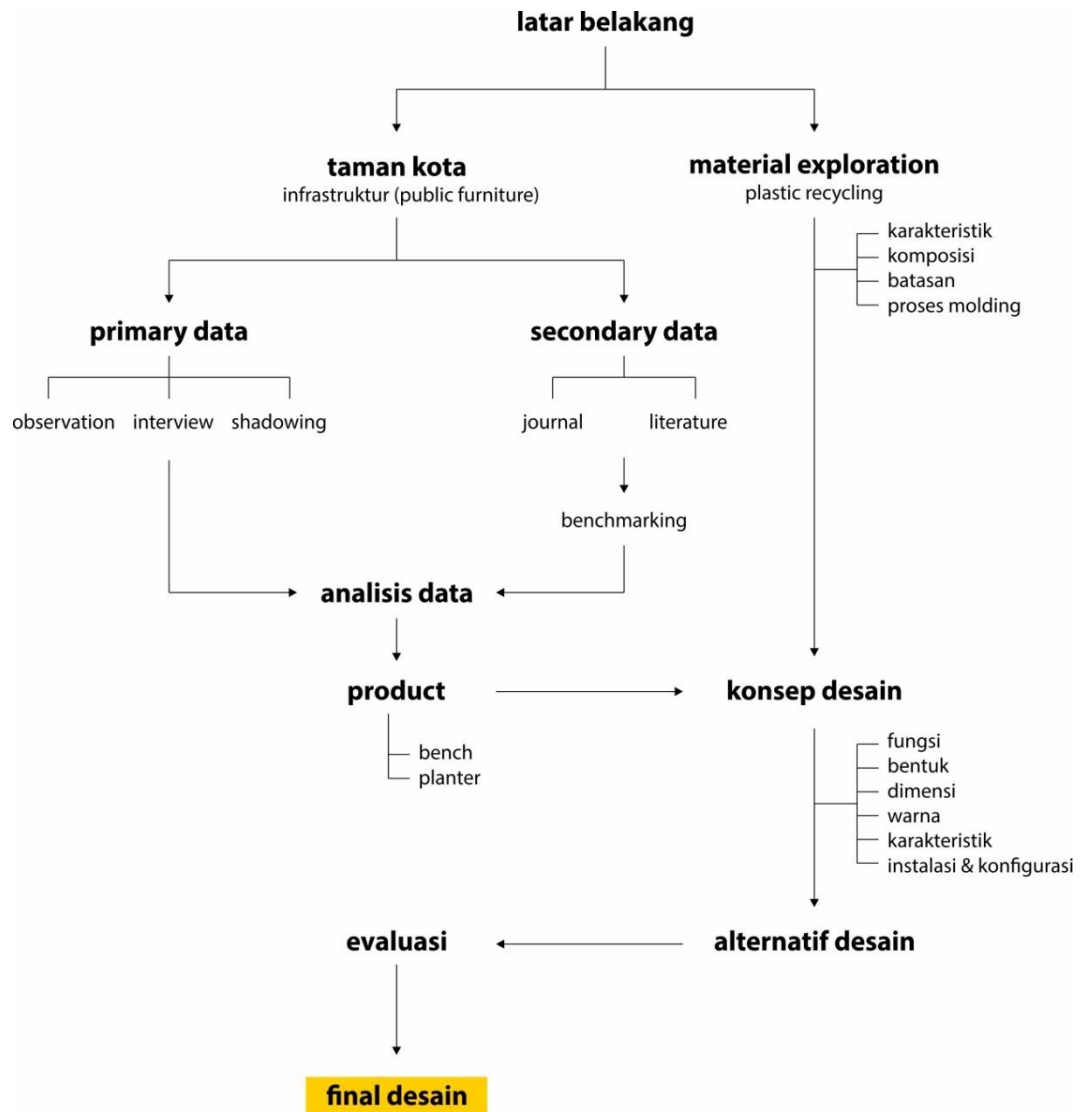 latar belakang
taman kota
infrastruktur (public furniture)
material exploration
plastic recycling
karakteristik
komposisi
batasan
proses molding
primary data
secondary data
observation
interview
shadowing
journal
literature
benchmarking
analisis data
product
konsep desain
bench
planter
fungsi
bentuk
dimensi
warna
karakteristik
instalasi & konfigurasi
evaluasi
alternatif desain
final desain